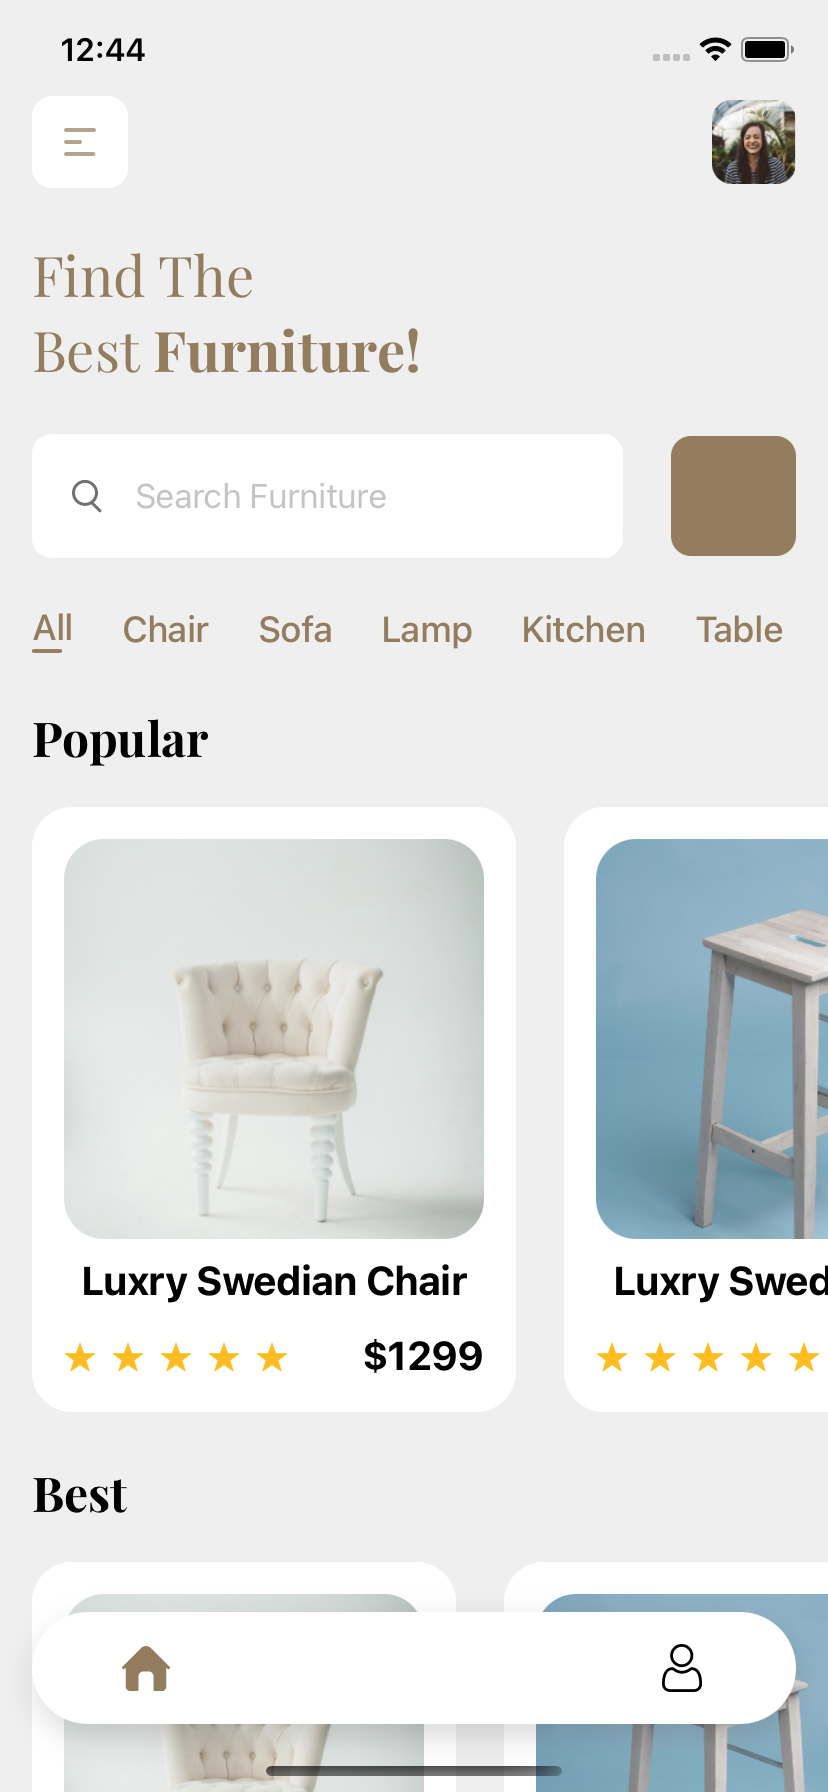 12:44
Find The
Best Furniture!
Search Furniture
All Chair Sofa Lamp Kitchen Table
Popular
Luxry Swedian Chair Luxry Swed
$1299
Best